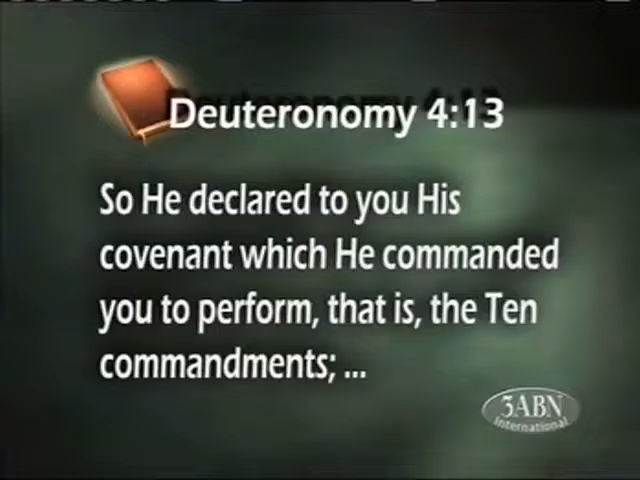 Deuteronomy 4:13
So He declared to you His
covenant which He commanded
you to perform, that is, the Ten
commandments; ...
3ABN
International